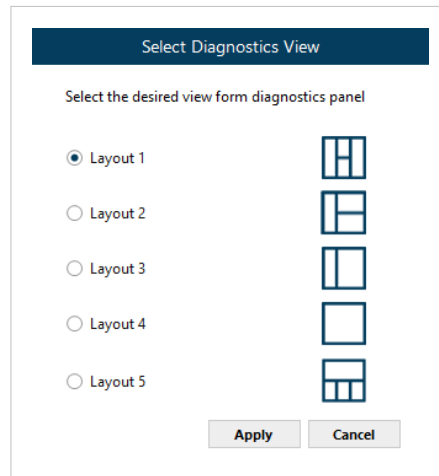 Select Diagnostics View
Select the desired view form diagnostics panel
Layout 1
Layout 2
Layout 3
Layout 4
Layout 5
Apply Cancel